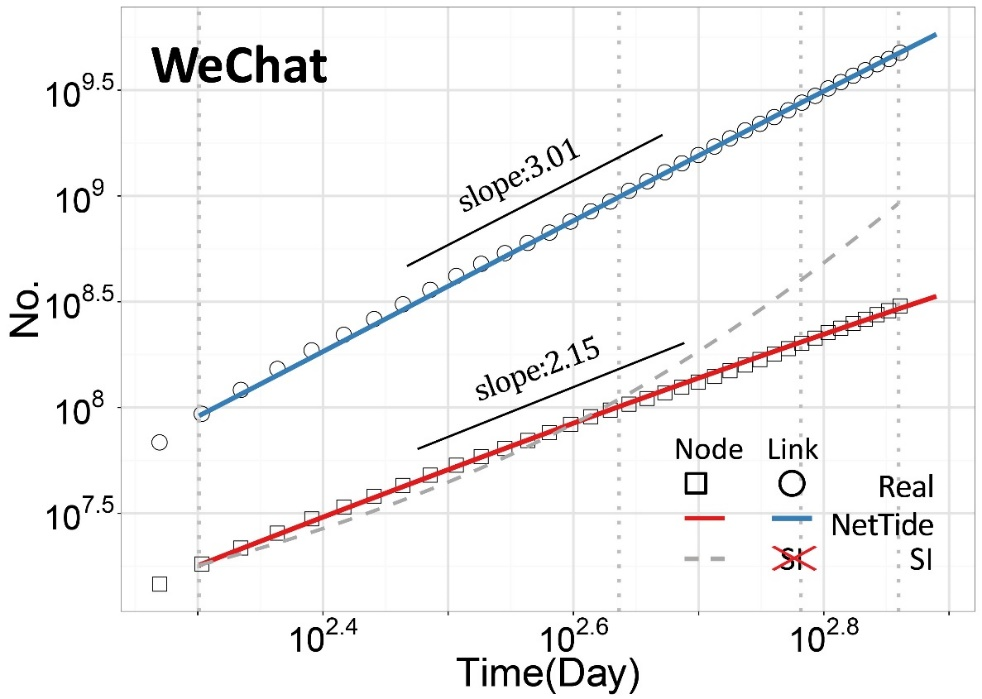 WeChat
10^9.5
10^9
10^8.5
10^8
10^7.5
No.
slope:3.01
slope:2.15
Node Link
Real
NetTide
SI SI
10^2.4 10^2.6 10^2.8
Time(Day)